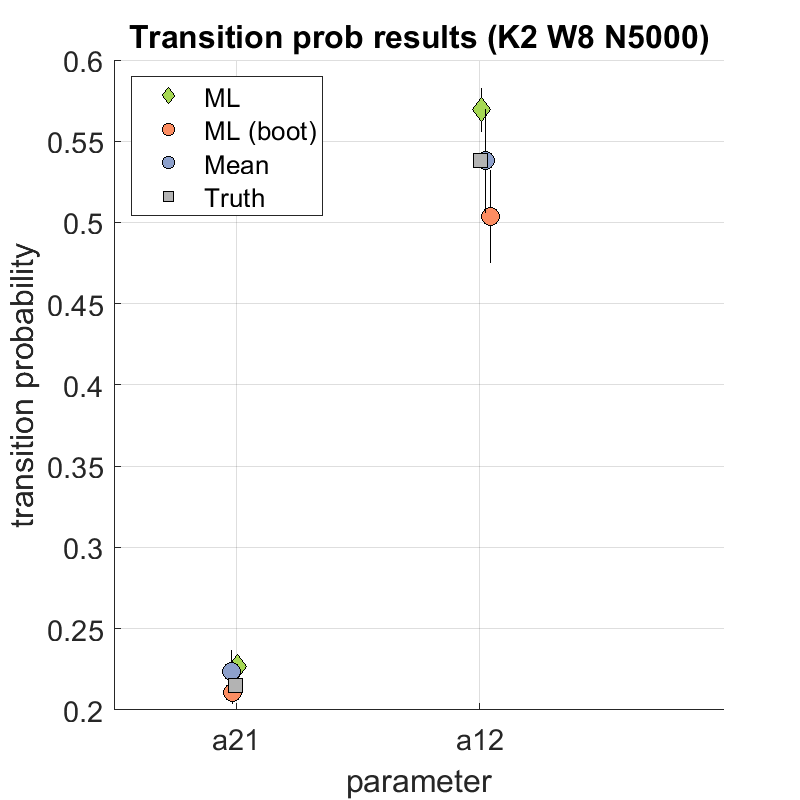 Transition prob results (K2 W8 N5000)
ML
ML (boot)
Mean
Truth
0.6
0.55
0.5
0.45
0.4
0.35
0.3
0.25
0.2
transition probability
a21
a12
parameter